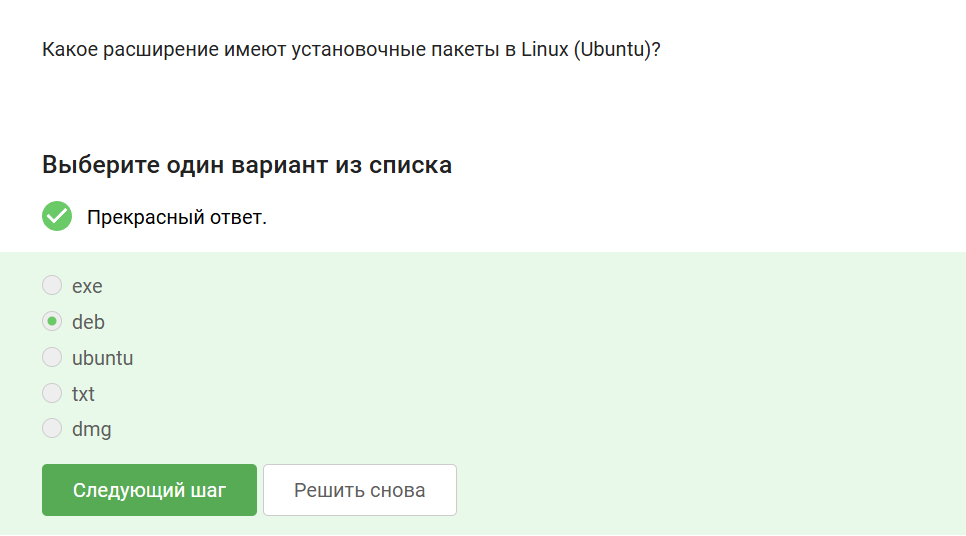 Какое расширение имеют установочные пакеты в Linux (Ubuntu)?
Выберите один вариант из списка
Прекрасный ответ.
exe
deb
ubuntu
txt
dmg
Следующий шаг
Решить снова